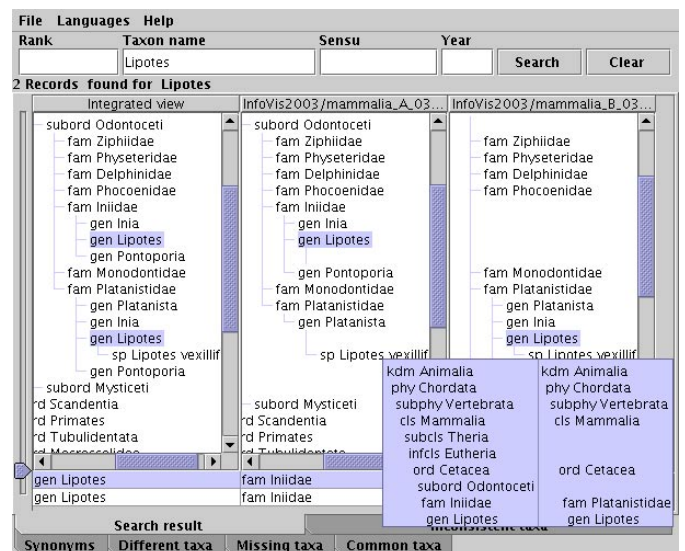 File Languages Help
Rank Taxon name Sensu Year
Lipotes Search Clear
2 Records found for Lipotes
Integrated view InfoVis2003/mammalia_A_03... InfoVis2003/mammalia_B_03...
subord Odontoceti subord Odontoceti
fam Ziphiidae fam Ziphiidae fam Ziphiidae
fam Physeteridae fam Physeteridae fam Physeteridae
fam Delphinidae fam Delphinidae fam Delphinidae
fam Phocoenidae fam Phocoenidae fam Phocoenidae
fam Iniidae fam Iniidae
gen Inia gen Inia
gen Lipotes gen Lipotes
gen Pontoporia gen Pontoporia
fam Monodontidae fam Monodontidae fam Monodontidae
fam Platanistidae fam Platanistidae fam Platanistidae
gen Platanista gen Platanista gen Platanista
gen Inia gen Inia
gen Lipotes gen Lipotes
sp Lipotes vexillif sp Lipotes vexillif sp Lipotes vexillif
gen Pontoporia kdm Animalia kdm Animalia
subord Mysticeti phy Chordata phy Chordata
rd Scandentia subord Mysticeti subphy Vertebrata subphy Vertebrata
rd Primates rd Scandentia cls Mammalia cls Mammalia
rd Tubulidentata rd Primates subcls Theria
infcls Eutheria
ord Cetacea ord Cetacea
gen Lipotes fam Iniidae subord Odontoceti
gen Lipotes fam Iniidae fam Iniidae fam Platanistidae
gen Lipotes gen Lipotes
Search result Inconsistent taxa
Synonyms Different taxa Missing taxa Common taxa